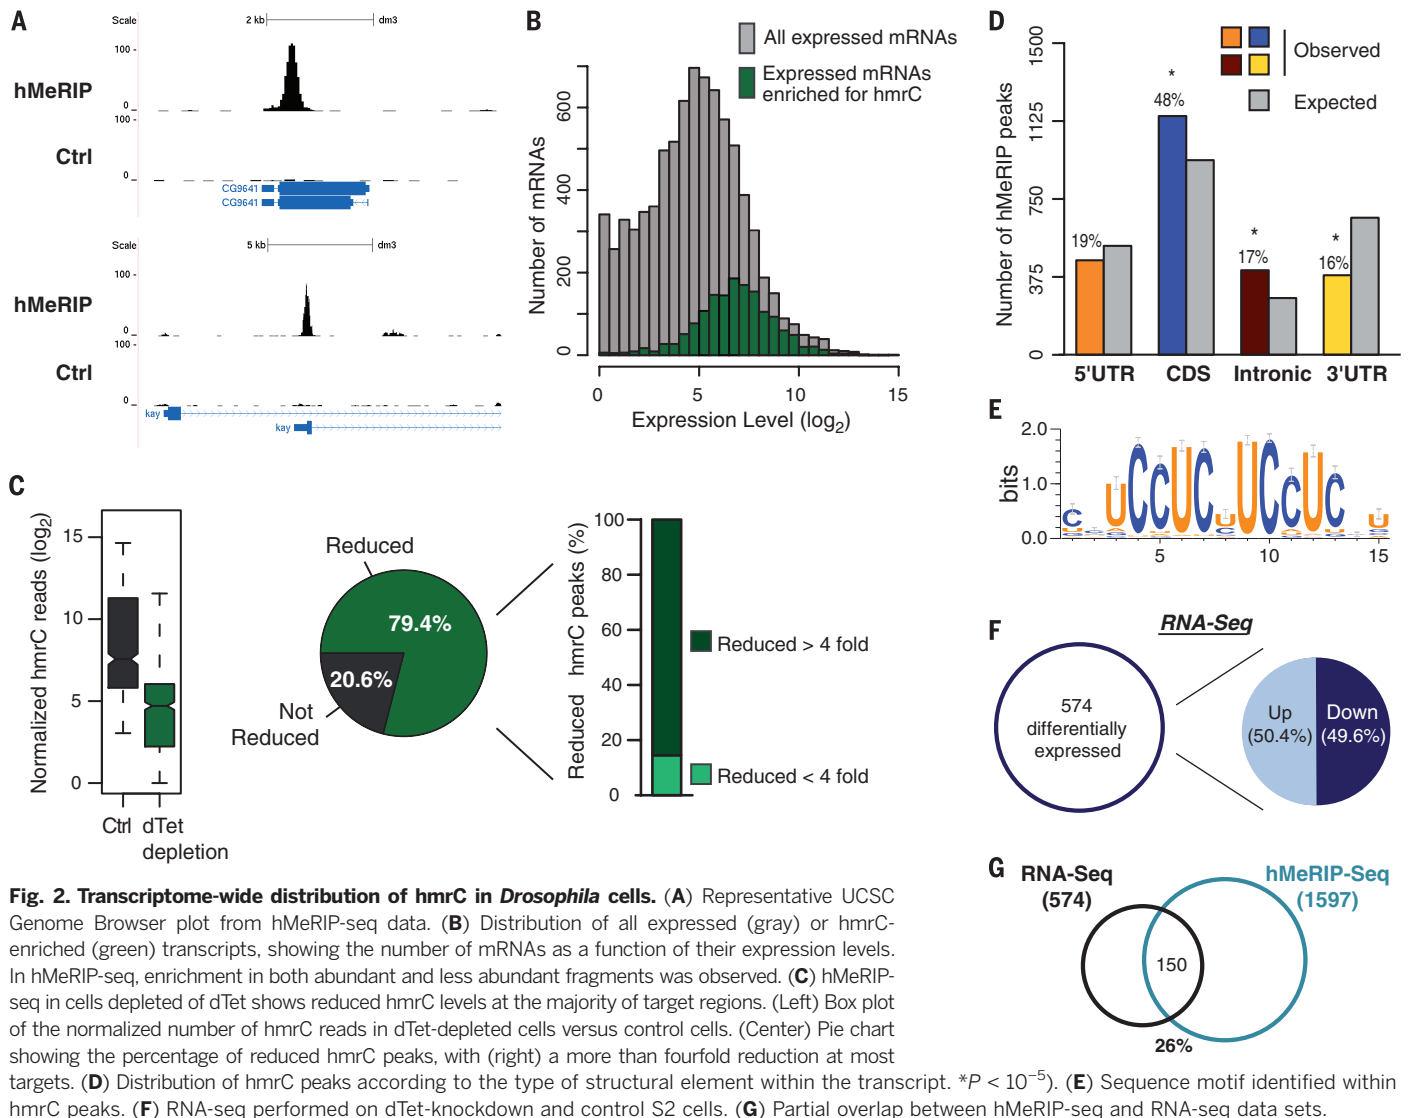 A
Scale
2 kb
dm3
100
hMeRIP
0
100
Ctrl
0
CG9641
CG9641
Scale
5 kb
dm3
100
hMeRIP
0
100
Ctrl
0
kay
kay
B
All expressed mRNAs
Expressed mRNAs
enriched for hmrC
Number of mRNAs
0 200 400 600
0 5 10 15
Expression Level (log2)
C
Normalized hmrC reads (log2)
15
10
5
0
Ctrl dTet
depletion
Reduced
79.4%
20.6%
Not
Reduced
Reduced hmrC peaks (%)
100
80
60
40
20
0
Reduced > 4 fold
Reduced < 4 fold
D
Number of hMeRIP peaks
0 375 750 1125 1500
Observed
Expected
19%
*
48%
*
17%
*
16%
5'UTR CDS Intronic 3'UTR
E
bits
2.0
1.0
0.0
C UCCUCUUCCUC U
5 10 15
F
RNA-Seq
574
differentially
expressed
Up
(50.4%)
Down
(49.6%)
G
RNA-Seq
(574)
hMeRIP-Seq
(1597)
150
26%
Fig. 2. Transcriptome-wide distribution of hmrC in Drosophila cells. (A) Representative UCSC
Genome Browser plot from hMeRIP-seq data. (B) Distribution of all expressed (gray) or hmrC-
enriched (green) transcripts, showing the number of mRNAs as a function of their expression levels.
In hMeRIP-seq, enrichment in both abundant and less abundant fragments was observed. (C) hMeRIP-
seq in cells depleted of dTet shows reduced hmrC levels at the majority of target regions. (Left) Box plot
of the normalized number of hmrC reads in dTet-depleted cells versus control cells. (Center) Pie chart
showing the percentage of reduced hmrC peaks, with (right) a more than fourfold reduction at most
targets. (D) Distribution of hmrC peaks according to the type of structural element within the transcript. *P < 10−5). (E) Sequence motif identified within
hmrC peaks. (F) RNA-seq performed on dTet-knockdown and control S2 cells. (G) Partial overlap between hMeRIP-seq and RNA-seq data sets.